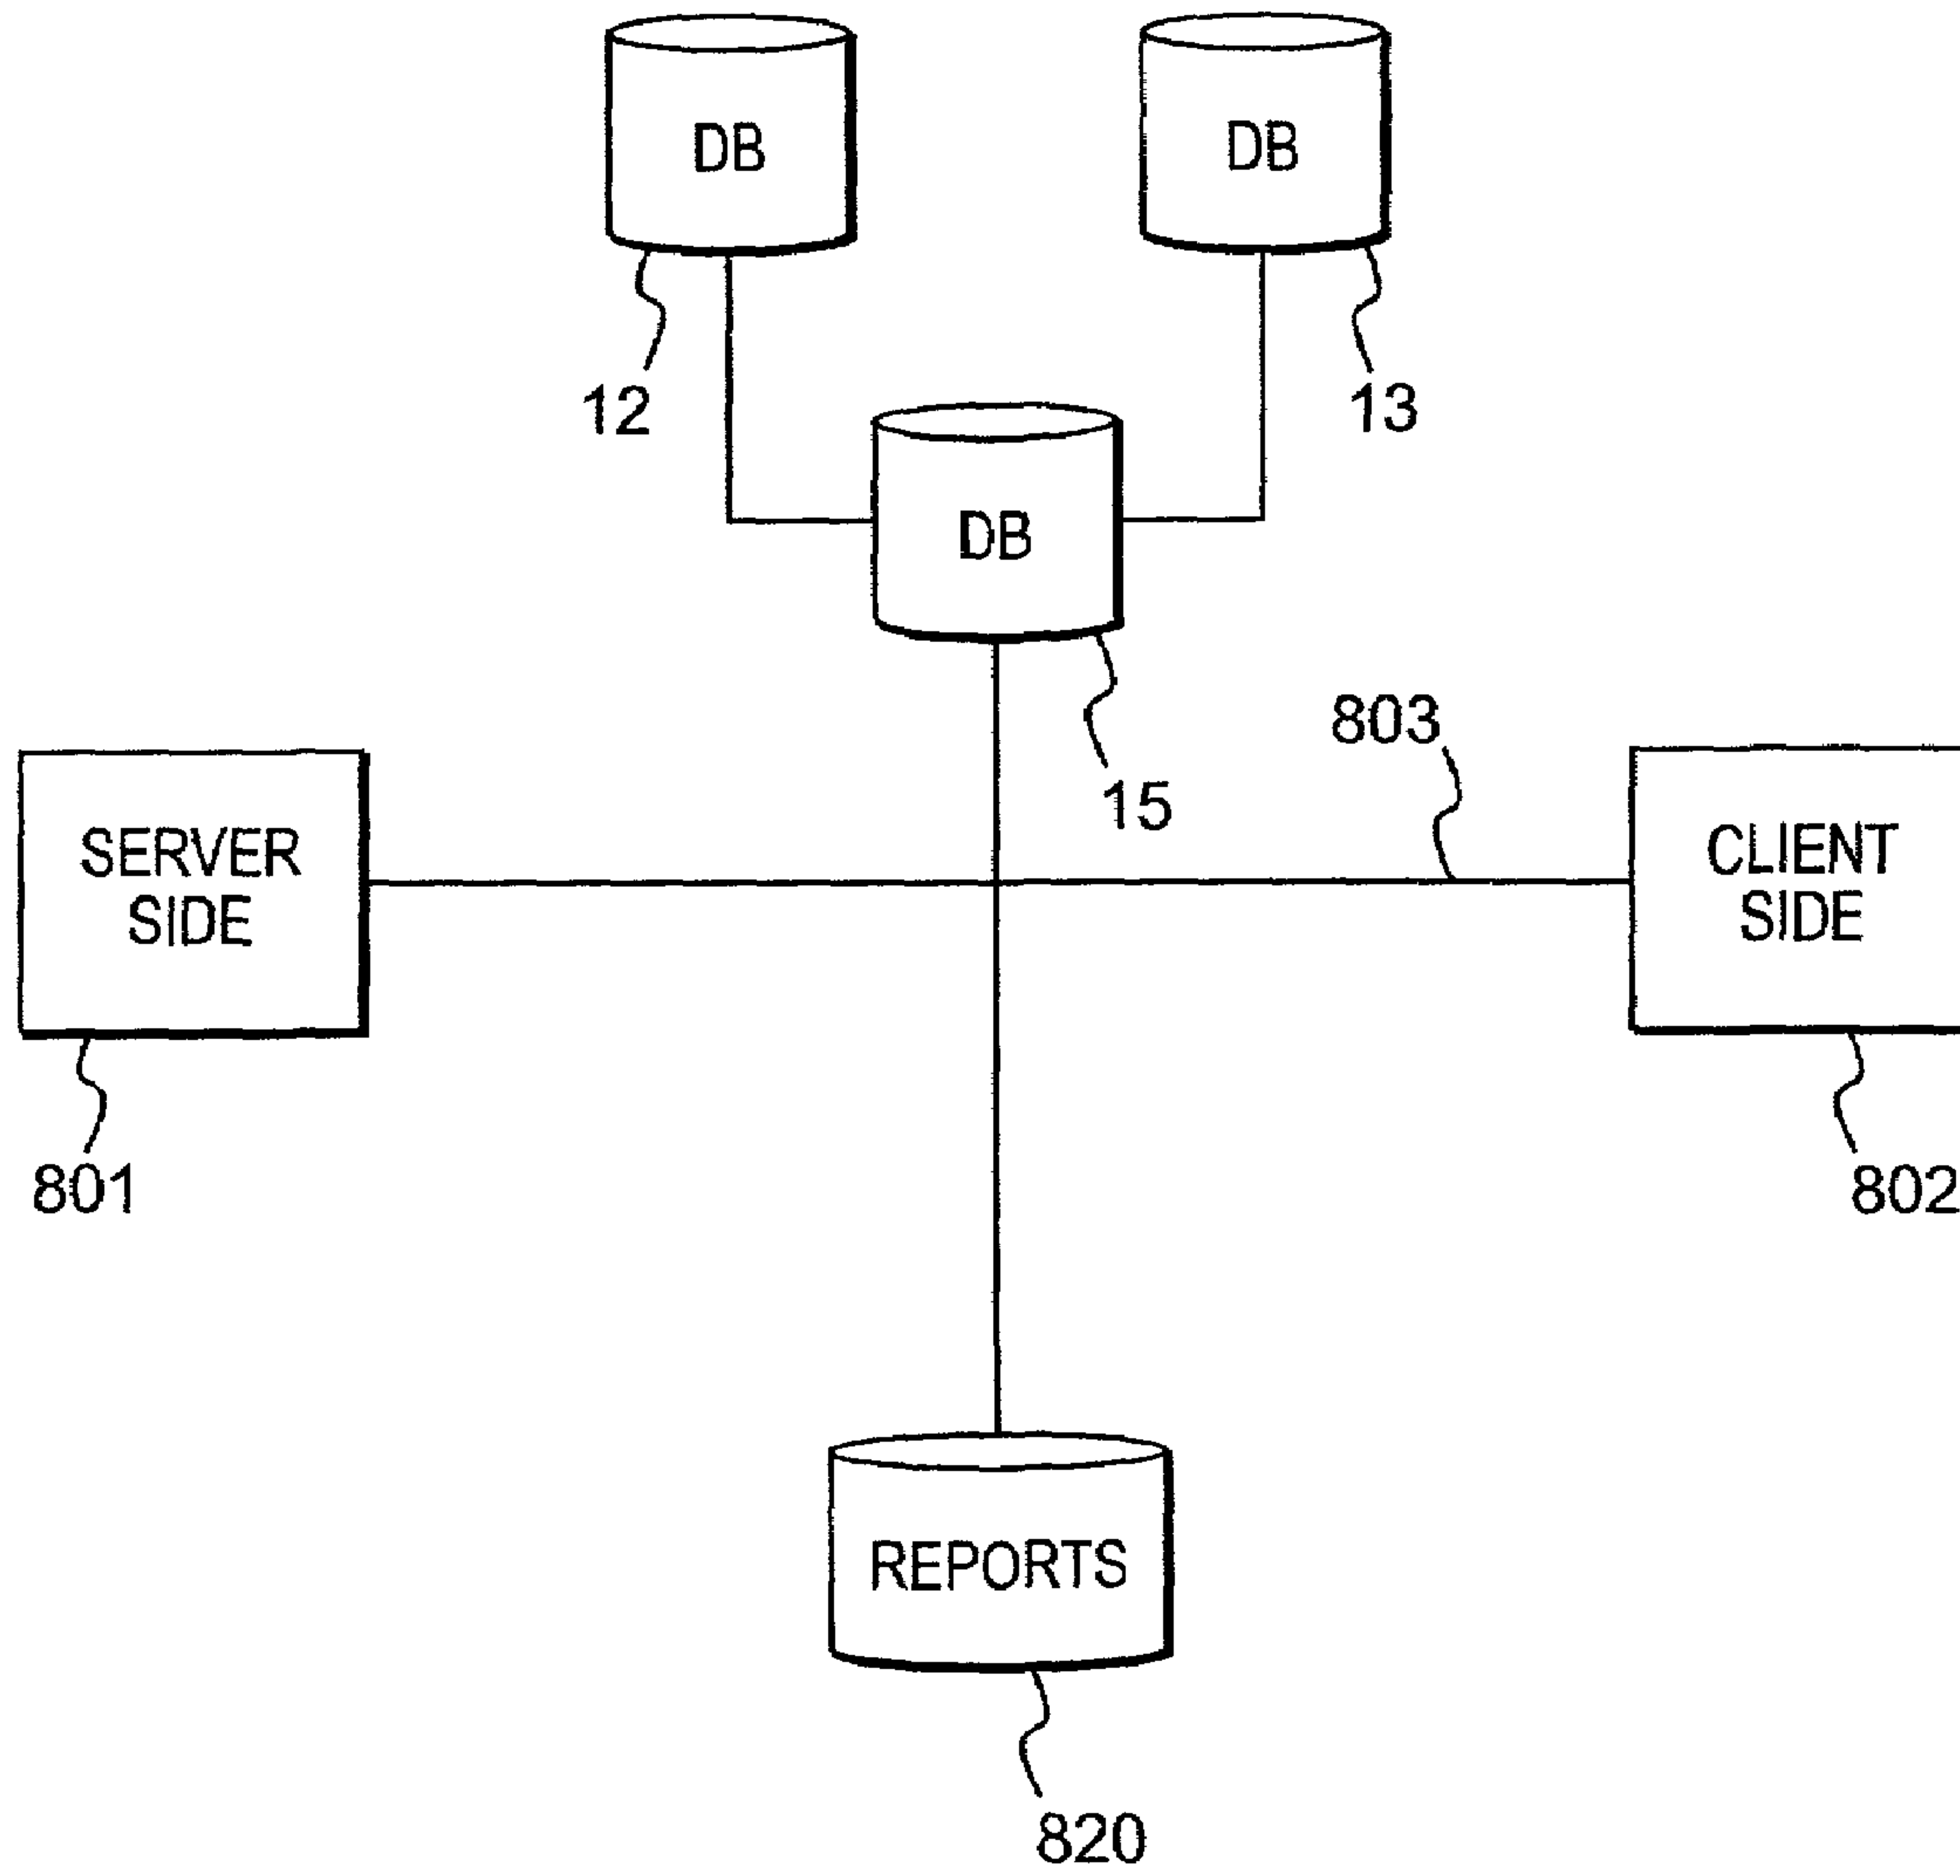 DB
DB
12
13
DB
15
803
SERVER
SIDE
CLIENT
SIDE
801
802
REPORTS
820